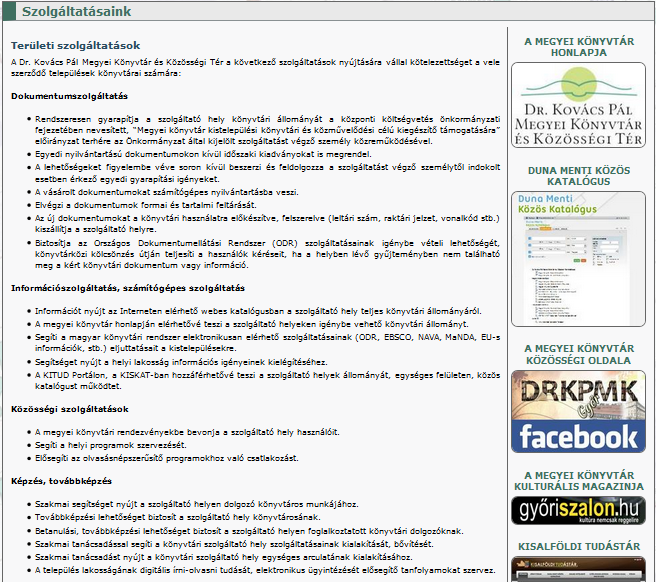 Szolgáltatásaink
Területi szolgáltatások
A Dr. Kovács Pál Megyei Könyvtár és Közösségi Tér a következő szolgáltatások nyújtására vállal kötelezettséget a vele
szerződő települések könyvtárai számára:
Dokumentumszolgáltatás
Rendszeresen gyarapítja a szolgáltató hely könyvtári állományát a központi költségvetés önkormányzati
fejezetében nevesített, "Megyei könyvtár kistelepülési könyvtári és közművelődési célú kiegészítő támogatására"
előirányzat terhére az Önkormányzat által kijelölt szolgáltatást végző személy közreműködésével.
Egyedi nyilvántartású dokumentumokon kívül időszaki kiadványokat is megrendel.
A lehetőségeket figyelembe véve soron kívül beszerzi és feldolgozza a szolgáltatást végző személytől indokolt
esetben érkező egyedi gyarapítási igényeket.
A vásárolt dokumentumokat számítógépes nyilvántartásba veszi.
Elvégzi a dokumentumok formai és tartalmi feltárását.
Az új dokumentumokat a könyvtári használatra előkészítve, felszerelve (leltári szám, raktári jelzet, vonalkód stb.)
kiszállítja a szolgáltató helyre.
Biztosítja az Országos Dokumentumellátási Rendszer (ODR) szolgáltatásainak igénybe vételi lehetőségét,
könyvtárközi kölcsönzés útján teljesíti a használók kéréseit, ha a helyben lévő gyűjteményben nem található
meg a kért könyvtári dokumentum vagy információ.
Információszolgáltatás, számítógépes szolgáltatás
Információt nyújt az Interneten elérhető webes katalógusban a szolgáltató hely teljes könyvtári állományáról.
A megyei könyvtár honlapján elérhetővé teszi a szolgáltató helyeken igénybe vehető könyvtári állományt.
Segíti a magyar könyvtári rendszer elektronikusan elérhető szolgáltatásainak (ODR, EBSCO, NAVA, MaNDA, EU-s
információk, stb.) eljuttatásait a kistelepülésekre.
Segítséget nyújt a helyi lakosság információs igényeinek kielégítéséhez.
A KITUD Portálon, a KISKAT-ban hozzáférhetővé teszi a szolgáltató helyek állományát, egységes felületen, közös
katalógust működtet.
Közösségi szolgáltatások
A megyei könyvtári rendezvényekbe bevonja a szolgáltató hely használóit.
Segíti a helyi programok szervezését.
Elősegíti az olvasásnépszerűsítő programokhoz való csatlakozást.
Képzés, továbbképzés
Szakmai segítséget nyújt a szolgáltató helyen dolgozó könyvtáros munkájához.
Továbbképzési lehetőséget biztosít a szolgáltató hely könyvtárosának.
Betanulási, továbbképzési lehetőséget biztosít a szolgáltató helyen foglalkoztatott könyvtári dolgozóknak.
Szakmai tanácsadással segíti a könyvtári szolgáltató hely szolgáltatásainak kialakítását, bővítését.
Szakmai tanácsadást nyújt a könyvtári szolgáltató hely egységes arculatának kialakításához.
A település lakosságának digitális írni-olvasni tudását, elektronikus ügyintézését elősegítő tanfolyamokat szervez.
A MEGYEI KÖNYVTÁR
HONLAPJA
DR. KOVÁCS PÁL
MEGYEI KÖNYVTÁR
ÉS KÖZÖSSÉGI TÉR
DUNA MENTI KÖZÖS
KATALÓGUS
Duna Menti
Közös Katalógus
A MEGYEI KÖNYVTÁR
KÖZÖSSÉGI OLDALA
DRKPMK
Győr
facebook
A MEGYEI KÖNYVTÁR
KULTURÁLIS MAGAZINJA
győriszalon.hu
kultúra nemcsak reggelire
KISALFÖLDI TUDÁSTÁR
KISALFÖLDI TUDÁSTÁR